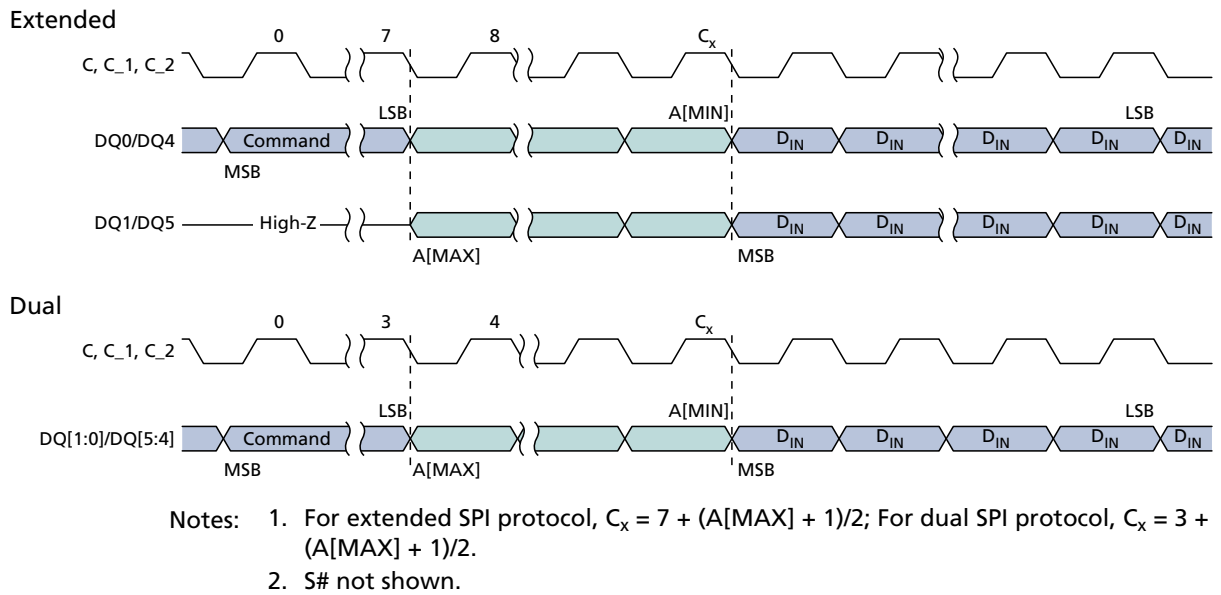 Extended
0 7 8 Cx
C, C_1, C_2
LSB A[MIN] LSB
DQ0/DQ4 Command DIN DIN DIN DIN DIN
MSB
DQ1/DQ5 High-Z DIN DIN DIN DIN DIN
A[MAX] MSB
Dual
0 3 4 Cx
C, C_1, C_2
LSB A[MIN] LSB
DQ[1:0]/DQ[5:4] Command DIN DIN DIN DIN DIN
MSB A[MAX] MSB
Notes: 1. For extended SPI protocol, Cx = 7 + (A[MAX] + 1)/2; For dual SPI protocol, Cx = 3 +
(A[MAX] + 1)/2.
2. S# not shown.